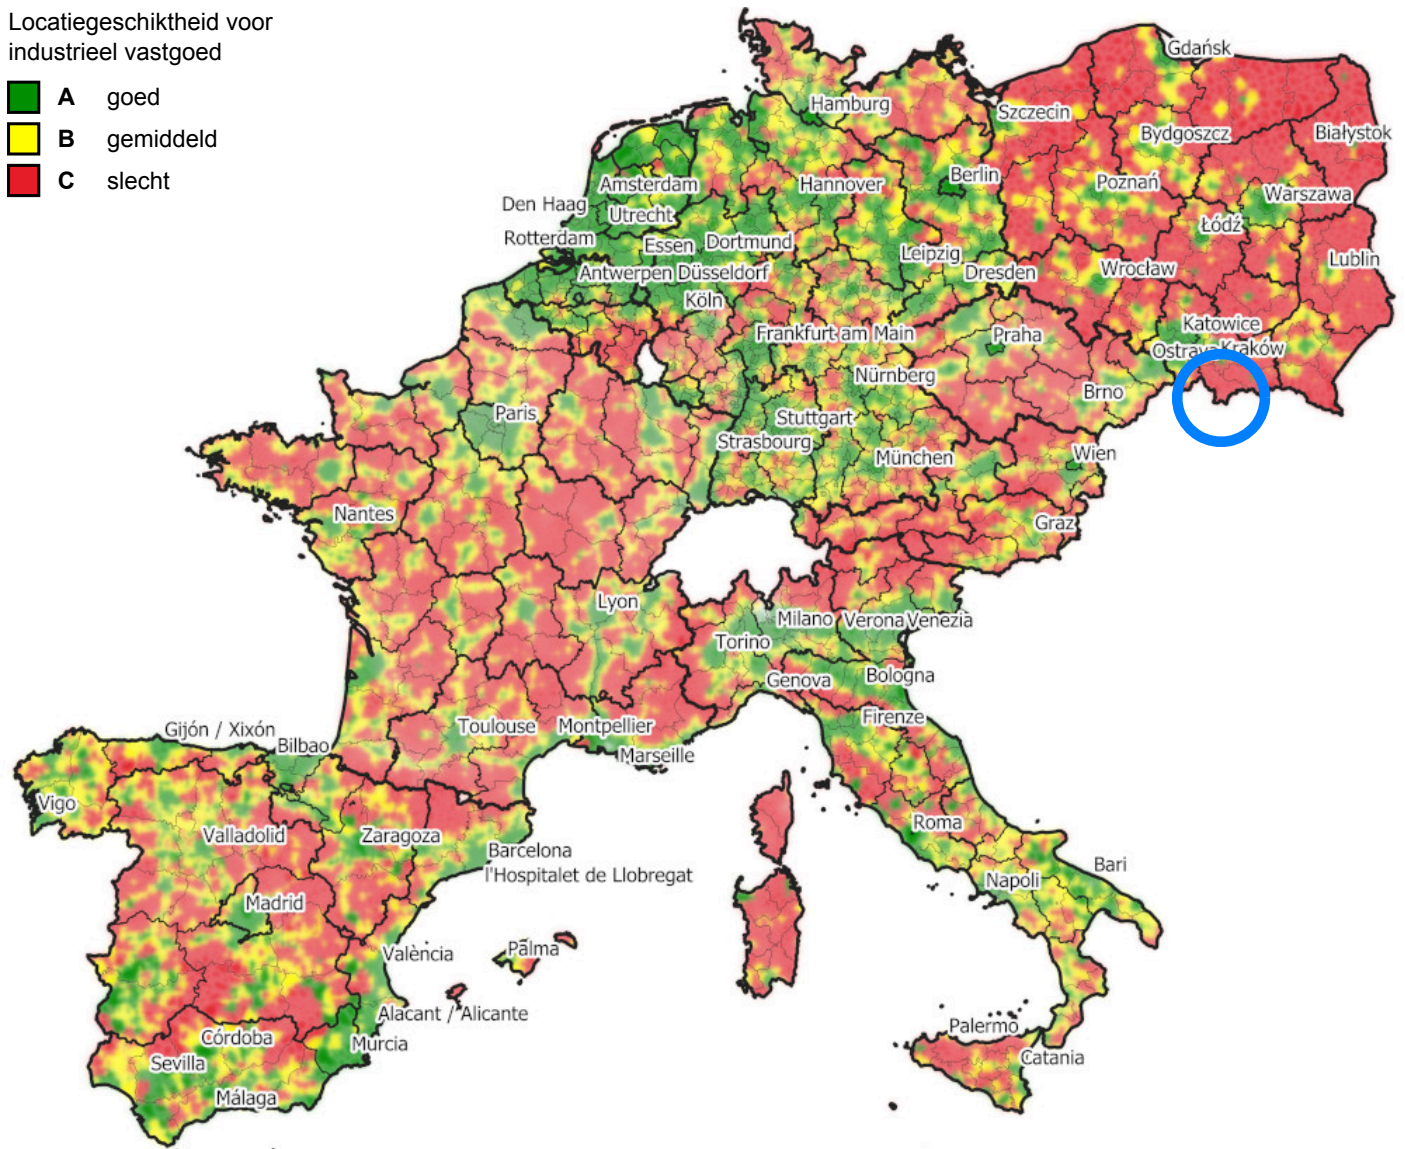 Locatiegeschiktheid voor
industrieel vastgoed
A goed
B gemiddeld
C slecht
Gdańsk
Hamburg
Szczecin
Bydgoszcz
Białystok
Berlin
Amsterdam
Hannover
Poznań
Warszawa
Den Haag
Utrecht
Łódź
Rotterdam
Essen
Dortmund
Leipzig
Lublin
Antwerpen
Düsseldorf
Dresden
Wrocław
Köln
Katowice
Frankfurt am Main
Praha
Ostrava
Kraków
Nürnberg
Brno
Paris
Stuttgart
Strasbourg
München
Wien
Nantes
Graz
Lyon
Milano
Verona
Venezia
Torino
Genova
Bologna
Firenze
Gijón / Xixón
Toulouse
Montpellier
Bilbao
Marseille
Vigo
Valladolid
Zaragoza
Roma
Barcelona
l'Hospitalet de Llobregat
Bari
Napoli
Madrid
València
Palma
Alacant / Alicante
Palermo
Córdoba
Murcia
Catania
Sevilla
Málaga